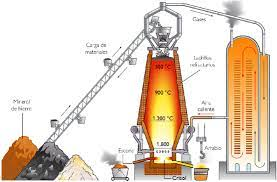 Gases
Carga de
materiales
Ladrillos
refractarios
Mineral
de hierro
900 °C
1.300 °C
1.800
Aire
caliente
Escoria
Arrabio
Crisol